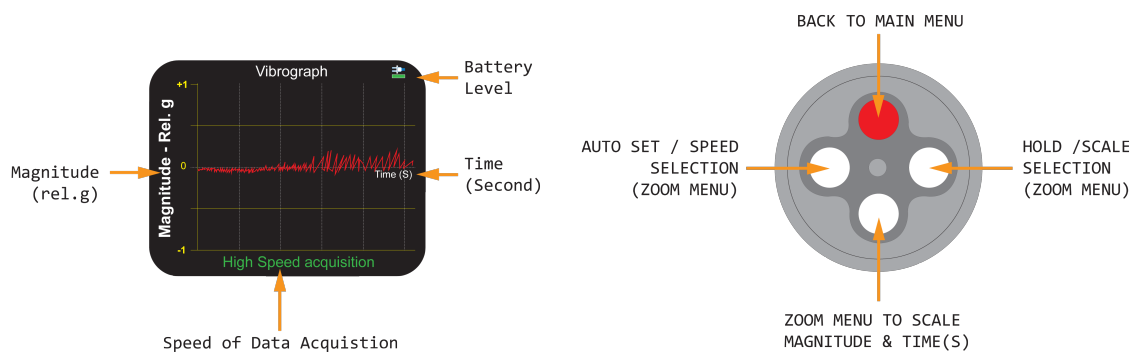 Vibrograph
+1
0
-1
Magnitude - Rel. g
Time (S)
High Speed acquisition
Battery
Level
Magnitude
(rel.g)
Time
(Second)
Speed of Data Acquistion
BACK TO MAIN MENU
AUTO SET / SPEED
SELECTION
(ZOOM MENU)
HOLD /SCALE
SELECTION
(ZOOM MENU)
ZOOM MENU TO SCALE
MAGNITUDE & TIME(S)